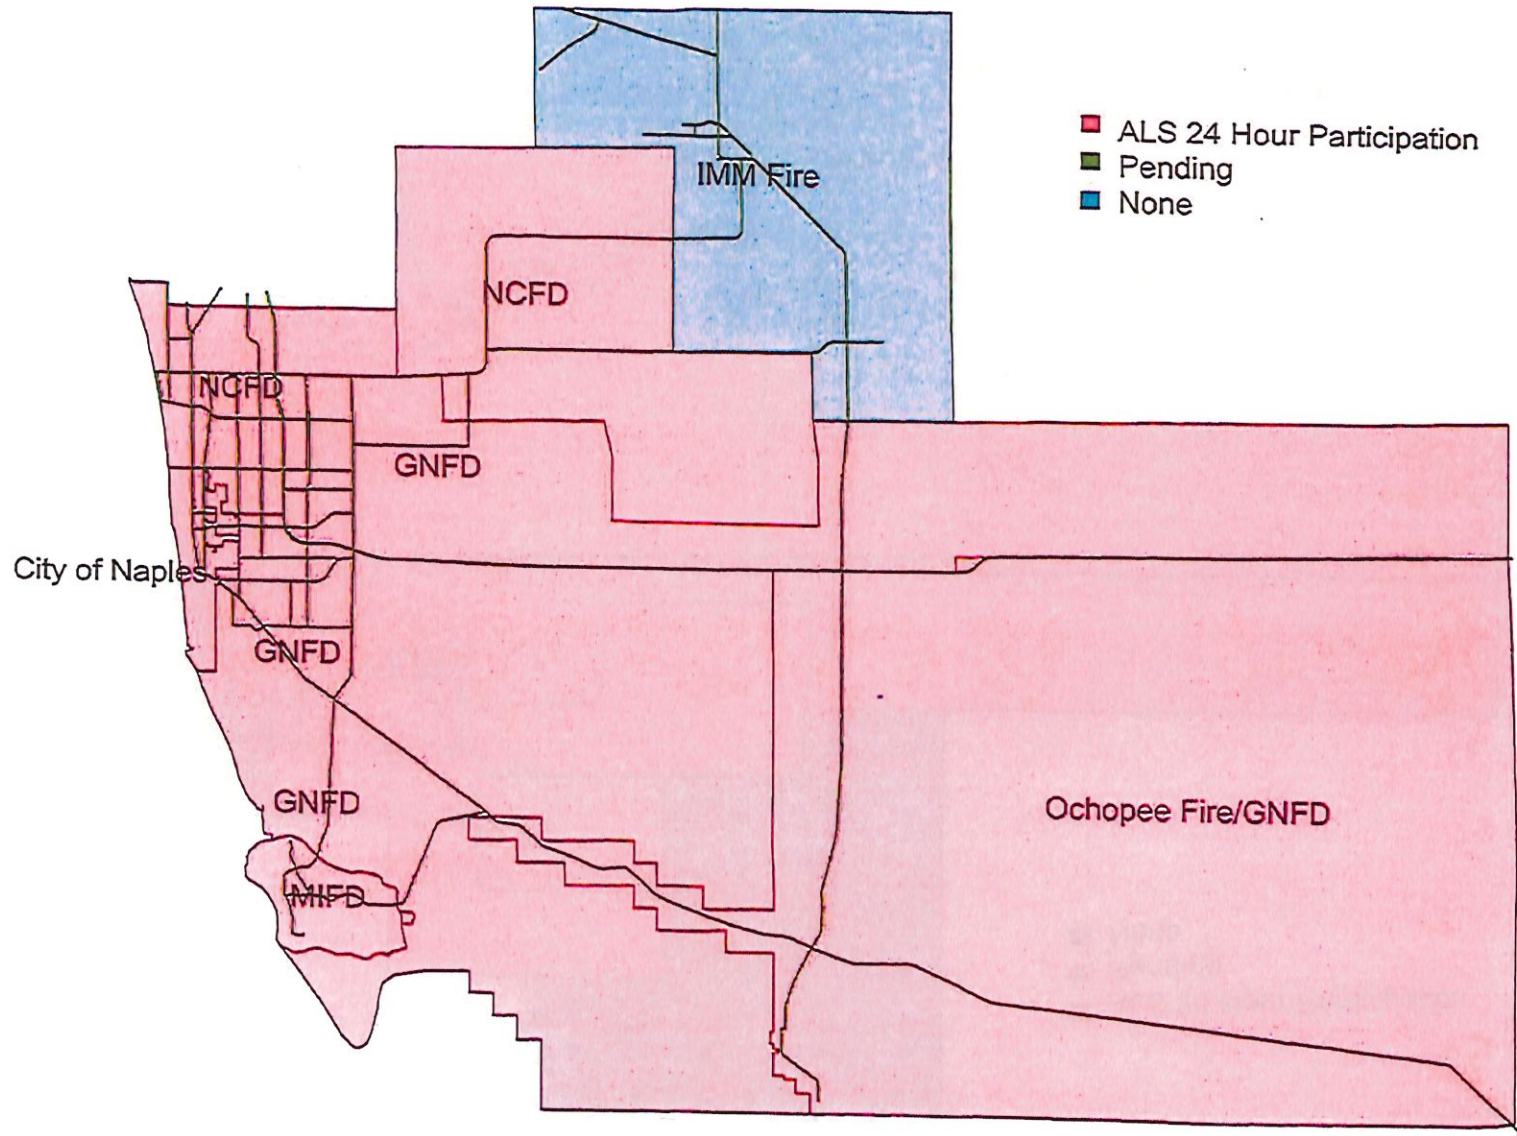 ALS 24 Hour Participation
Pending
None
IMM Fire
NCFD
NCFD
GNFD
City of Naples
GNFD
GNFD
Ochopee Fire/GNFD
MIFD